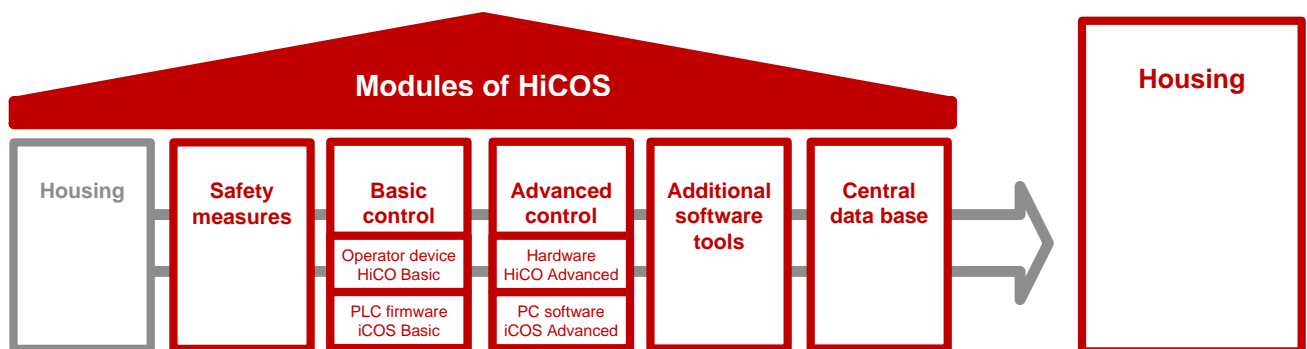 Modules of HiCOS
Housing
Safety
measures
Basic
control
Operator device
HiCO Basic
PLC firmware
iCOS Basic
Advanced
control
Hardware
HiCO Advanced
PC software
iCOS Advanced
Additional
software
tools
Central
data base
Housing